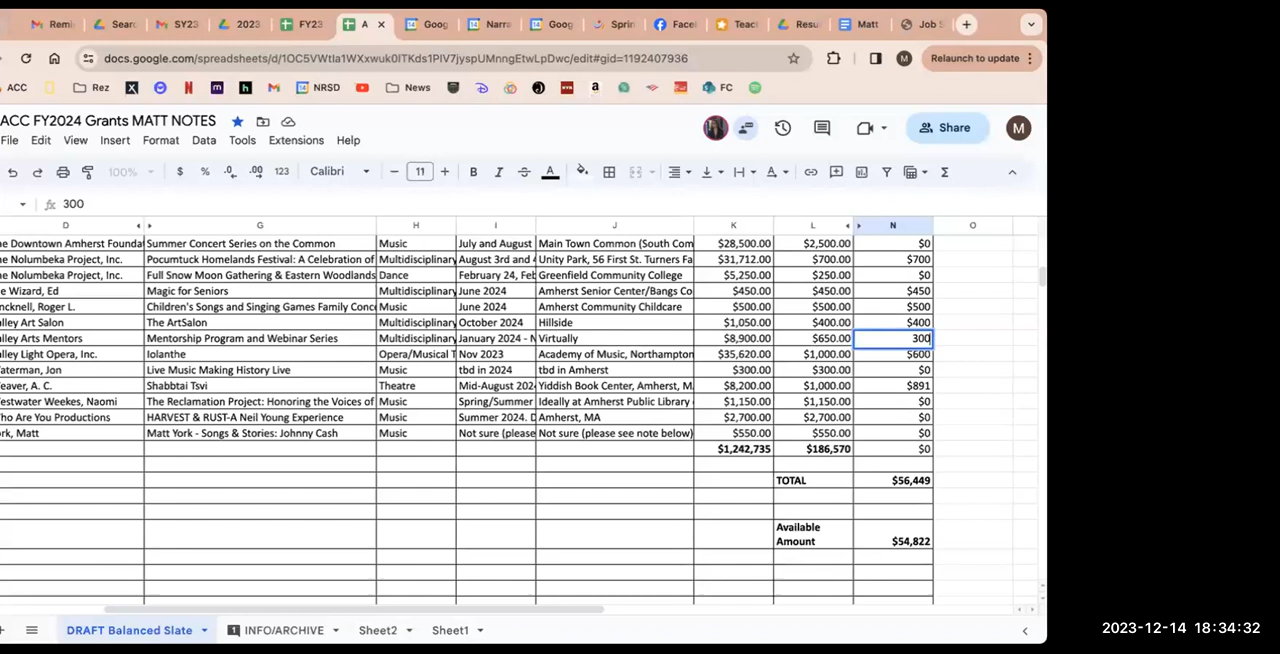 Remi Searc SY23 2023 FY23 A Goog Narra Goog Sprin Face Teac Resu Matt Job S
docs.google.com/spreadsheets/d/1OC5VWtIa1WXxwuk0ITKds1PIV7jyspUMnngEtwLpDwc/edit#gid=1192407936 M Relaunch to update
ACC Rez NRSD News FC
ACC FY2024 Grants MATT NOTES Share M
File Edit View Insert Format Data Tools Extensions Help
100% $ % .0 .00 123 Calibri 11 B I A
fx 300
D G H I J K L N O
he Downtown Amherst Founda Summer Concert Series on the Common Music July and August Main Town Common (South Com $28,500.00 $2,500.00 $0
he Nolumbeka Project, Inc. Pocumtuck Homelands Festival: A Celebration of Multidisciplinary August 3rd and 4 Unity Park, 56 First St. Turners Fa $31,712.00 $700.00 $700
he Nolumbeka Project, Inc. Full Snow Moon Gathering & Eastern Woodlands Dance February 24, Feb Greenfield Community College $5,250.00 $250.00 $0
e Wizard, Ed Magic for Seniors Multidisciplinary June 2024 Amherst Senior Center/Bangs Co $450.00 $450.00 $450
ncknell, Roger L. Children's Songs and Singing Games Family Conc Music June 2024 Amherst Community Childcare $500.00 $500.00 $500
alley Art Salon The ArtSalon Multidisciplinary October 2024 Hillside $1,050.00 $400.00 $400
alley Arts Mentors Mentorship Program and Webinar Series Multidisciplinary January 2024 - N Virtually $8,900.00 $650.00 300
alley Light Opera, Inc. Iolanthe Opera/Musical T Nov 2023 Academy of Music, Northampton $35,620.00 $1,000.00 $600
aterman, Jon Live Music Making History Live Music tbd in 2024 tbd in Amherst $300.00 $300.00 $0
eaver, A. C. Shabbtai Tsvi Theatre Mid-August 202 Yiddish Book Center, Amherst, M $8,200.00 $1,000.00 $891
estwater Weekes, Naomi The Reclamation Project: Honoring the Voices of Music Spring/Summer Ideally at Amherst Public Library $1,150.00 $1,150.00 $0
ho Are You Productions HARVEST & RUST-A Neil Young Experience Music Summer 2024. D Amherst, MA $2,700.00 $2,700.00 $0
ork, Matt Matt York - Songs & Stories: Johnny Cash Music Not sure (please Not sure (please see note below) $550.00 $550.00 $0
$1,242,735 $186,570 $0
TOTAL $56,449
Available
Amount $54,822
DRAFT Balanced Slate 1 INFO/ARCHIVE Sheet2 Sheet1
2023-12-14 18:34:32